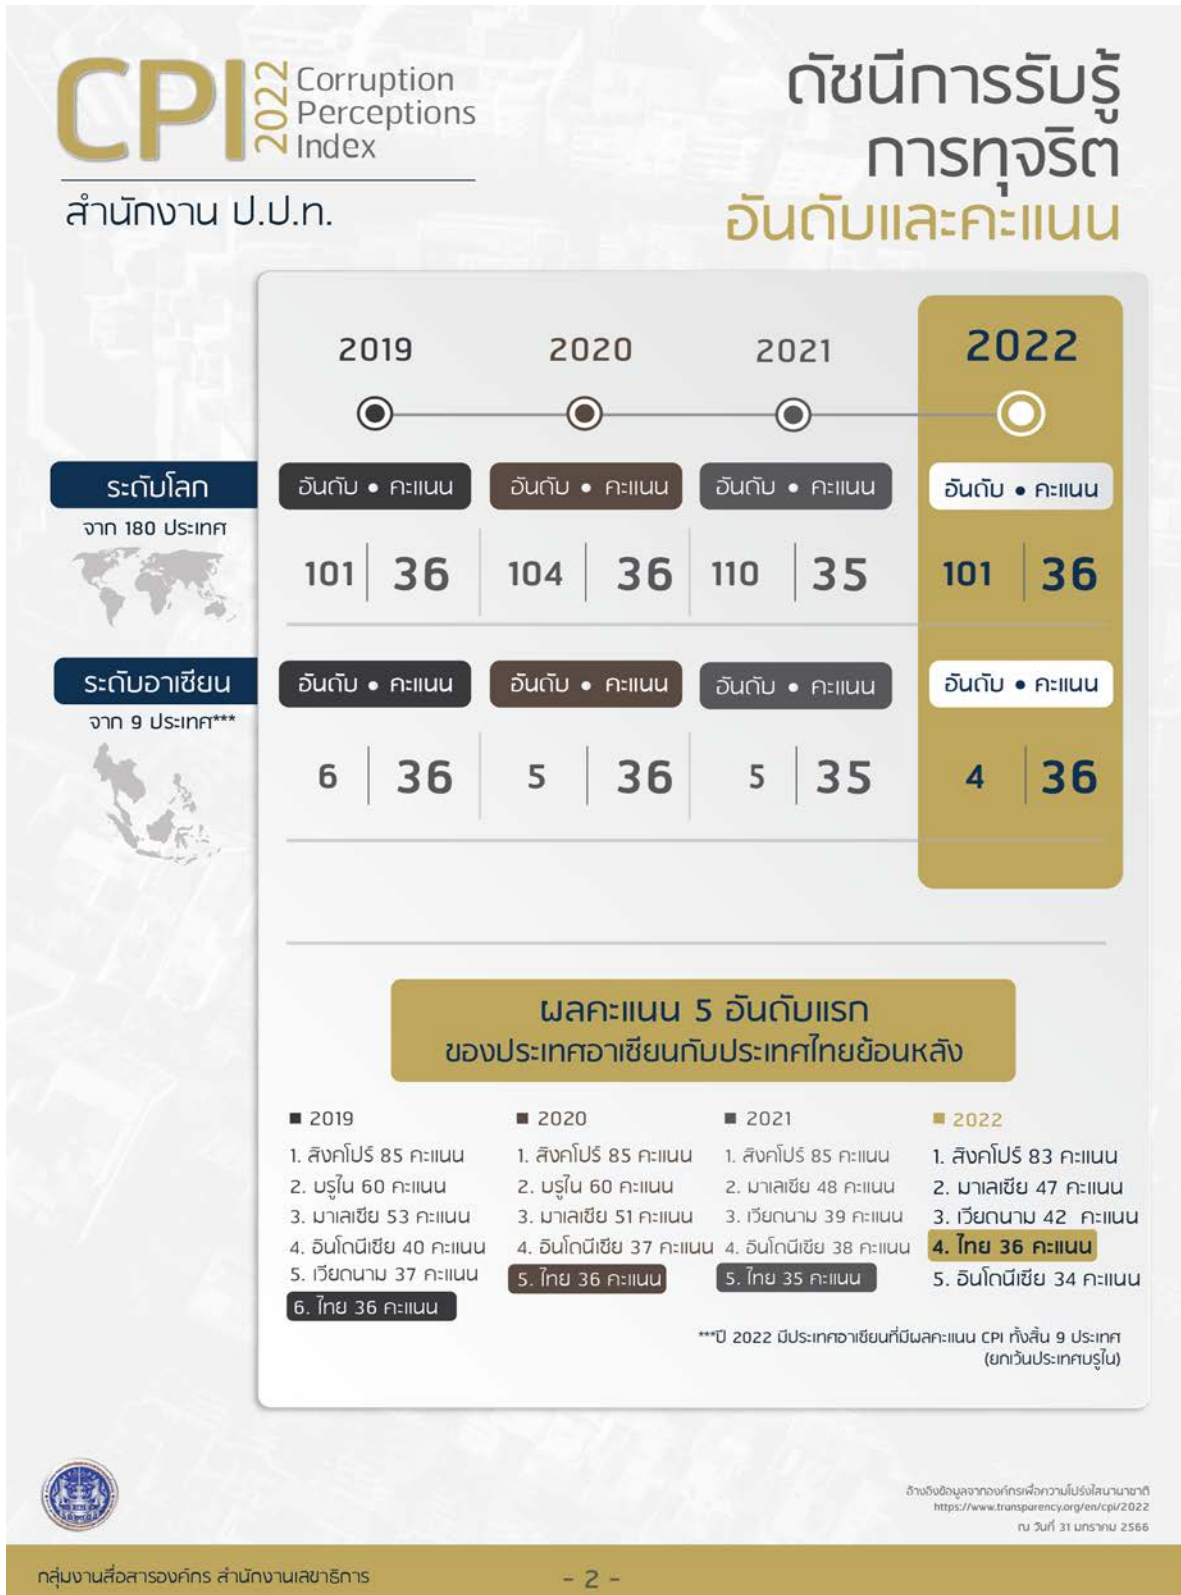 CPI 2022 Corruption
Perceptions
Index
สำนักงาน ป.ป.ท.
ดัชนีการรับรู้
การทุจริต
อันดับและคะแนน
2019 2020 2021 2022
ระดับโลก อันดับ • คะแนน อันดับ • คะแนน อันดับ • คะแนน อันดับ • คะแนน
จาก 180 ประเทศ
101 36 104 36 110 35 101 36
ระดับอาเซียน อันดับ • คะแนน อันดับ • คะแนน อันดับ • คะแนน อันดับ • คะแนน
จาก 9 ประเทศ***
6 36 5 36 5 35 4 36
ผลคะแนน 5 อันดับแรก
ของประเทศอาเซียนกับประเทศไทยย้อนหลัง
2019
1. สิงคโปร์ 85 คะแนน
2. บรูไน 60 คะแนน
3. มาเลเซีย 53 คะแนน
4. อินโดนีเซีย 40 คะแนน
5. เวียดนาม 37 คะแนน
6. ไทย 36 คะแนน
2020
1. สิงคโปร์ 85 คะแนน
2. บรูไน 60 คะแนน
3. มาเลเซีย 51 คะแนน
4. อินโดนีเซีย 37 คะแนน
5. ไทย 36 คะแนน
2021
1. สิงคโปร์ 85 คะแนน
2. มาเลเซีย 48 คะแนน
3. เวียดนาม 39 คะแนน
4. อินโดนีเซีย 38 คะแนน
5. ไทย 35 คะแนน
2022
1. สิงคโปร์ 83 คะแนน
2. มาเลเซีย 47 คะแนน
3. เวียดนาม 42 คะแนน
4. ไทย 36 คะแนน
5. อินโดนีเซีย 34 คะแนน
***ปี 2022 มีประเทศอาเซียนที่มีผลคะแนน CPI ทั้งสิ้น 9 ประเทศ
(ยกเว้นประเทศบรูไน)
อ้างอิงข้อมูลจากองค์กรเพื่อความโปร่งใสนานาชาติ
https://www.transparency.org/en/cpi/2022
ณ วันที่ 31 มกราคม 2566
กลุ่มงานสื่อสารองค์กร สำนักงานเลขาธิการ
- 2 -